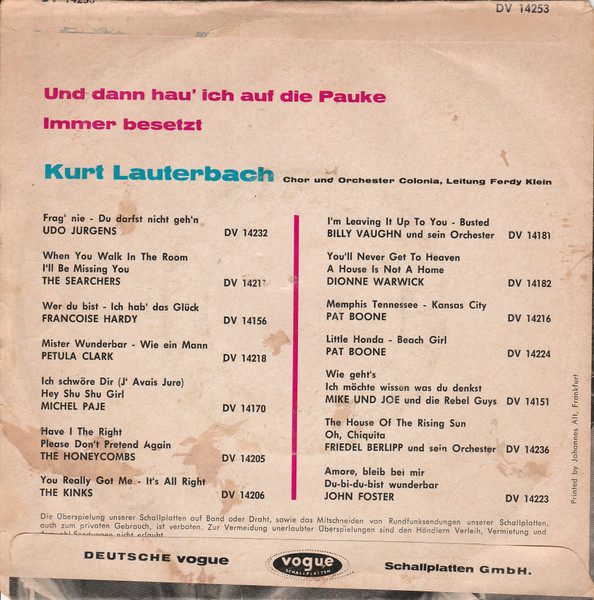 DV 14253
Und dann hau' ich auf die Pauke
Immer besetzt
Kurt Lauterbach Chor und Orchester Colonia, Leitung Ferdy Klein
Frag' nie - Du darfst nicht geh'n
UDO JURGENS DV 14232
When You Walk In The Room
I'll Be Missing You
THE SEARCHERS DV 14211
Wer du bist - Ich hab' das Glück
FRANCOISE HARDY DV 14156
Mister Wunderbar - Wie ein Mann
PETULA CLARK DV 14218
Ich schwöre Dir (J' Avais Jure)
Hey Shu Shu Girl
MICHEL PAJE DV 14170
Have I The Right
Please Don't Pretend Again
THE HONEYCOMBS DV 14205
You Really Got Me - It's All Right
THE KINKS DV 14206
I'm Leaving It Up To You - Busted
BILLY VAUGHN und sein Orchester DV 14181
You'll Never Get To Heaven
A House Is Not A Home
DIONNE WARWICK DV 14182
Memphis Tennessee - Kansas City
PAT BOONE DV 14216
Little Honda - Beach Girl
PAT BOONE DV 14224
Wie geht's
Ich möchte wissen was du denkst
MIKE UND JOE und die Rebel Guys DV 14151
The House Of The Rising Sun
Oh, Chiquita
FRIEDEL BERLIPP und sein Orchester DV 14236
Amore, bleib bei mir
Du-bi-du-bist wunderbar
JOHN FOSTER DV 14223
Printed by Johannes Alt, Frankfurt
Die Überspielung unserer Schallplatten auf Band oder Draht, sowie das Mitschneiden von Rundfunksendungen unserer Schallplatten,
auch zum privaten Gebrauch, ist verboten. Zur Vermeidung unerlaubter Überspielungen sind den Händlern Verleih, Vermietung und
Auswahl-Sendungen nicht erlaubt.
DEUTSCHE vogue vogue Schallplatten GmbH.
SCHALLPLATTEN